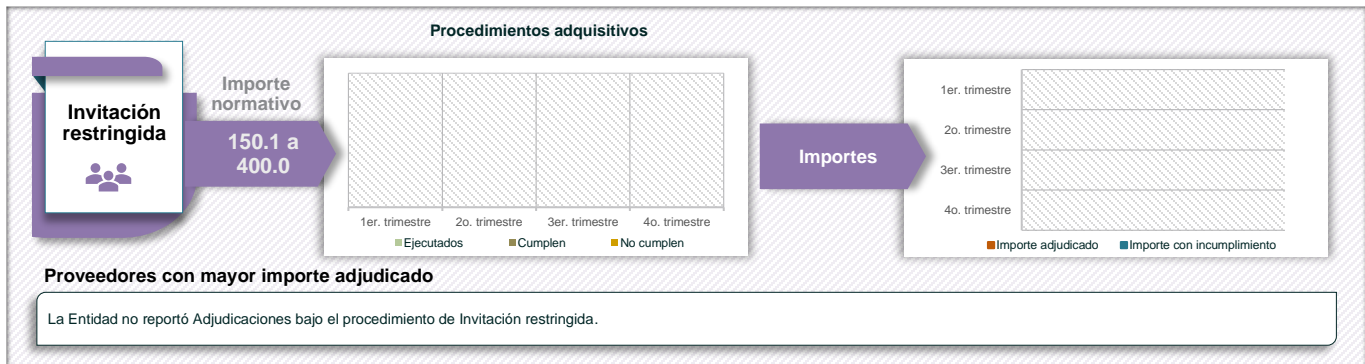 Procedimientos adquisitivos
Invitación
restringida
Importe
normativo
150.1 a
400.0
1er. trimestre
2o. trimestre
3er. trimestre
4o. trimestre
Ejecutados
Cumplen
No cumplen
Importes
1er. trimestre
2o. trimestre
3er. trimestre
4o. trimestre
Importe adjudicado
Importe con incumplimiento
Proveedores con mayor importe adjudicado
La Entidad no reportó Adjudicaciones bajo el procedimiento de Invitación restringida.